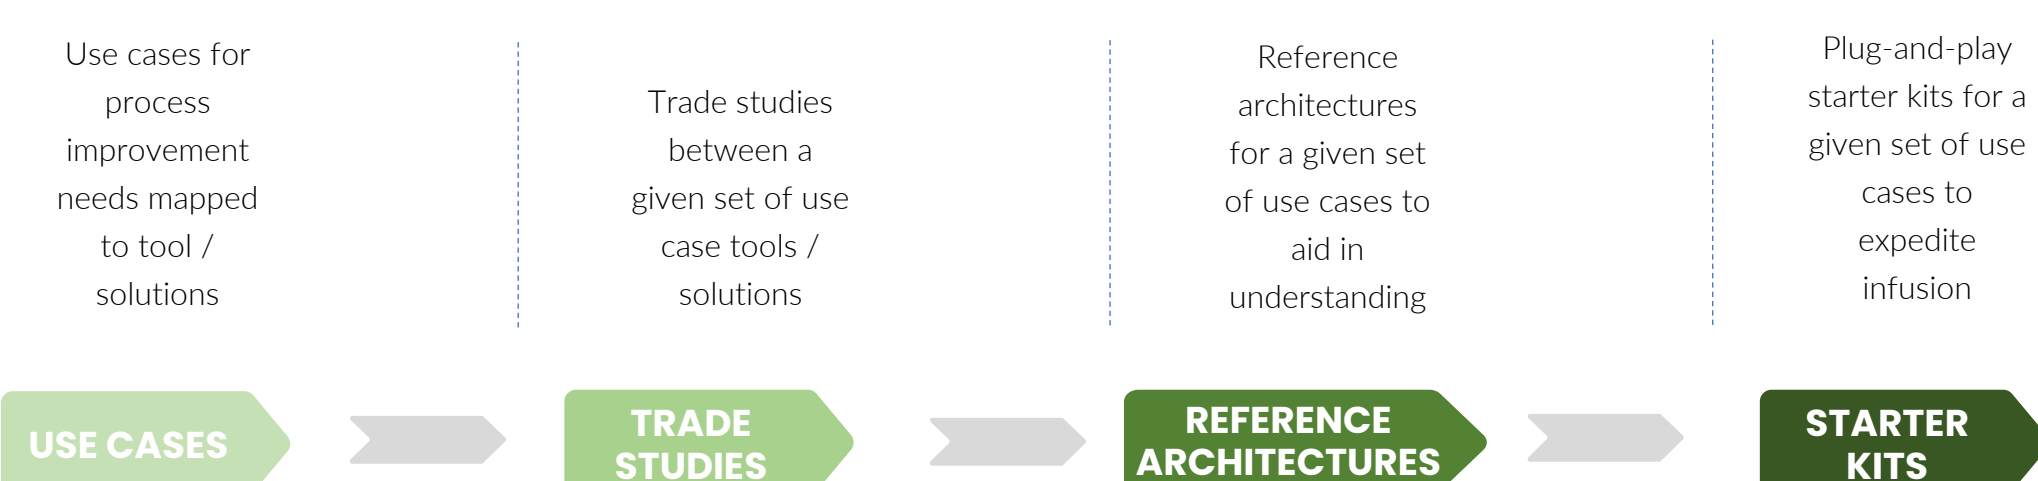 Use cases for
process
improvement
needs mapped
to tool /
solutions
Trade studies
between a
given set of use
case tools /
solutions
Reference
architectures
for a given set
of use cases to
aid in
understanding
Plug-and-play
starter kits for a
given set of use
cases to
expedite
infusion
USE CASES
TRADE
STUDIES
REFERENCE
ARCHITECTURES
STARTER
KITS